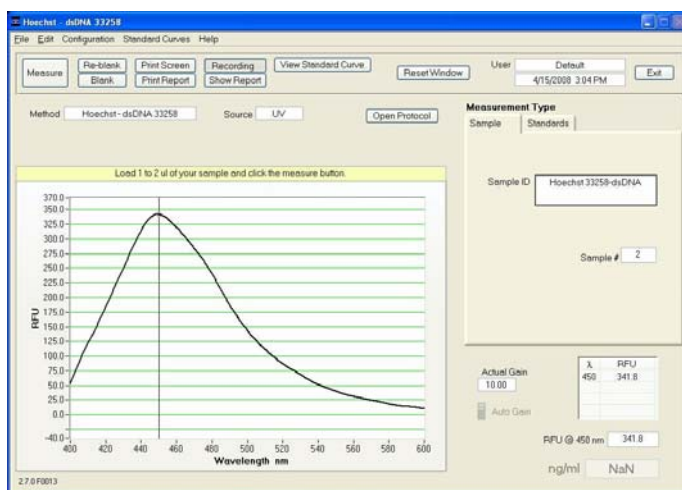 Hoechst - dsDNA 33258
File Edit Configuration Standard Curves Help
Measure
Re-blank Print Screen Recording View Standard Curve
Blank Print Report Show Report
Reset Window
User Default
4/15/2008 3:04 PM
Exit
Method Hoechst - dsDNA 33258 Source UV Open Protocol
Measurement Type
Sample Standards
Load 1 to 2 ul of your sample and click the measure button.
Sample ID Hoechst 33258-dsDNA
Sample # 2
370.0
350.0
325.0
300.0
275.0
250.0
225.0
200.0
175.0
150.0
125.0
100.0
75.0
50.0
25.0
0.0
-40.0
RFU
400 420 440 460 480 500 520 540 560 580 600
Wavelength nm
Actual Gain
10.00
Auto Gain
λ RFU
450 341.8
RFU @ 450 nm 341.8
ng/ml NaN
2.7.0 F0013